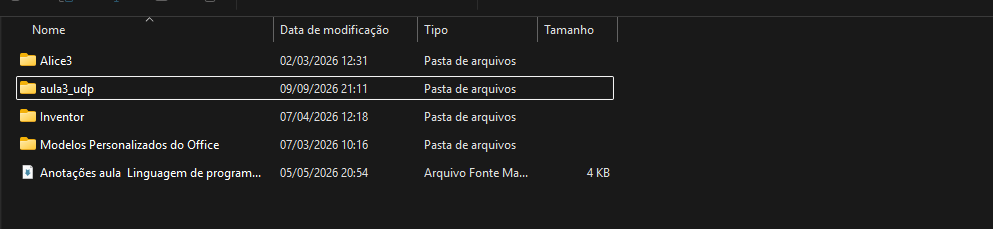 Nome Data de modificação Tipo Tamanho
Alice3 02/03/2026 12:31 Pasta de arquivos
aula3_udp 09/09/2026 21:11 Pasta de arquivos
Inventor 07/04/2026 12:18 Pasta de arquivos
Modelos Personalizados do Office 07/03/2026 10:16 Pasta de arquivos
Anotações aula  Linguagem de program... 05/05/2026 20:54 Arquivo Fonte Ma... 4 KB